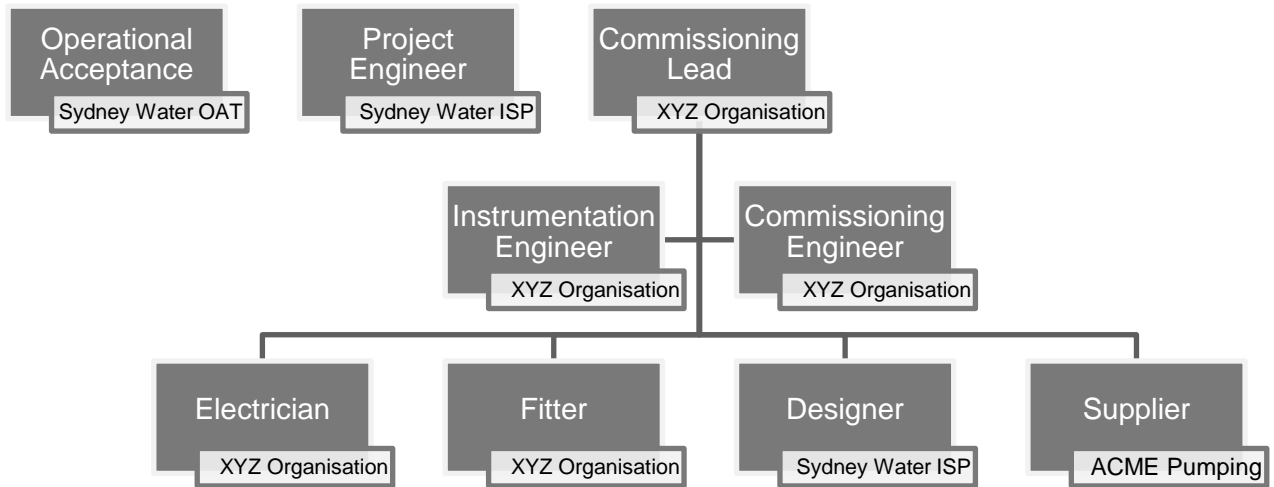 Operational
Acceptance
Sydney Water OAT
Project
Engineer
Sydney Water ISP
Commissioning
Lead
XYZ Organisation
Instrumentation
Engineer
XYZ Organisation
Commissioning
Engineer
XYZ Organisation
Electrician
XYZ Organisation
Fitter
XYZ Organisation
Designer
Sydney Water ISP
Supplier
ACME Pumping